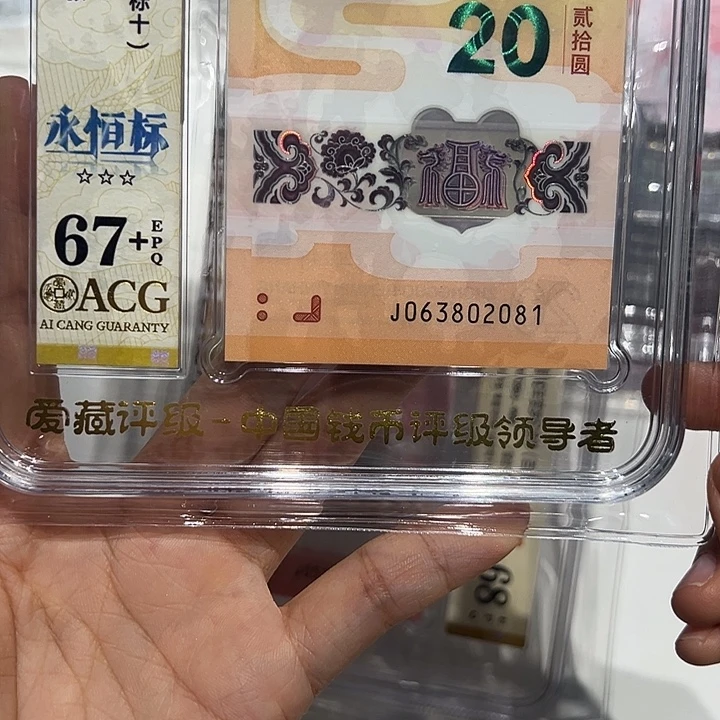 标十）
永恒标
☆☆☆
67+EPQ
ACG
AI CANG GUARANTY
20
贰拾圆
J063802081
爱藏评级-中国钱币评级领导者
68